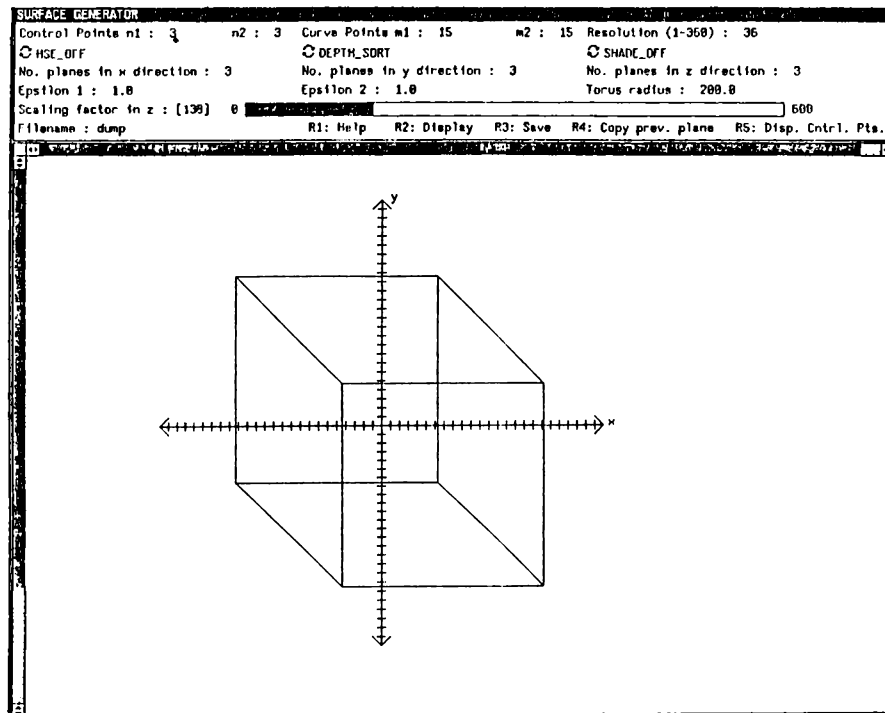 SURFACE GENERATOR
Control Points n1 : 3 n2 : 3 Curve Points m1 : 15 m2 : 15 Resolution (1-360) : 36
HSE_OFF DEPTH_SORT SHADE_OFF
No. planes in x direction : 3 No. planes in y direction : 3 No. planes in z direction : 3
Epsilon 1 : 1.0 Epsilon 2 : 1.0 Torus radius : 200.0
Scaling factor in z : [130] 0 600
Filename : dump R1: Help R2: Display R3: Save R4: Copy prev. plane R5: Disp. Cntrl. Pts.
y
x